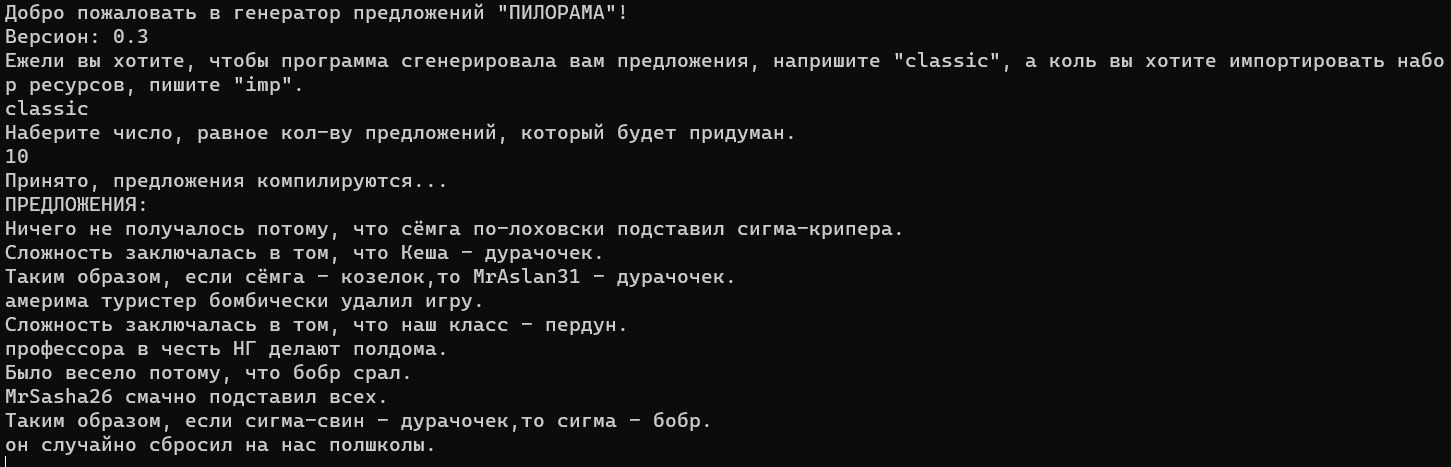 Добро пожаловать в генератор предложений "ПИЛОРАМА"!
Версион: 0.3
Ежели вы хотите, чтобы программа сгенерировала вам предложения, напришите "classic", а коль вы хотите импортировать набо
р ресурсов, пишите "imp".
classic
Наберите число, равное кол-ву предложений, который будет придуман.
10
Принято, предложения компилируются...
ПРЕДЛОЖЕНИЯ:
Ничего не получалось потому, что сёмга по-лоховски подставил сигма-крипера.
Сложность заключалась в том, что Кеша - дурачочек.
Таким образом, если сёмга - козелок,то MrAslan31 - дурачочек.
америма туристер бомбически удалил игру.
Сложность заключалась в том, что наш класс - пердун.
профессора в честь НГ делают полдома.
Было весело потому, что бобр срал.
MrSasha26 смачно подставил всех.
Таким образом, если сигма-свин - дурачочек,то сигма - бобр.
он случайно сбросил на нас полшколы.